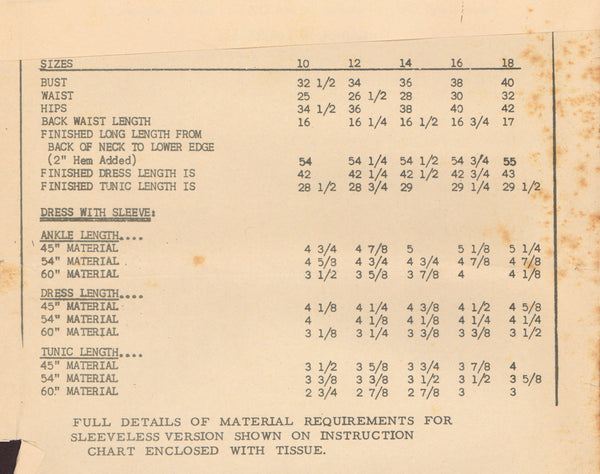 SIZES 10 12 14 16 18
BUST 32 1/2 34 36 38 40
WAIST 25 26 1/2 28 30 32
HIPS 34 1/2 36 38 40 42
BACK WAIST LENGTH 16 16 1/4 16 1/2 16 3/4 17
FINISHED LONG LENGTH FROM
BACK OF NECK TO LOWER EDGE
(2" Hem Added) 54 54 1/4 54 1/2 54 3/4 55
FINISHED DRESS LENGTH IS 42 42 1/4 42 1/2 42 3/4 43
FINISHED TUNIC LENGTH IS 28 1/2 28 3/4 29 29 1/4 29 1/2
DRESS WITH SLEEVE:
ANKLE LENGTH....
45" MATERIAL 4 3/4 4 7/8 5 5 1/8 5 1/4
54" MATERIAL 4 5/8 4 3/4 4 3/4 4 7/8 4 7/8
60" MATERIAL 3 1/2 3 5/8 3 7/8 4 4 1/8
DRESS LENGTH....
45" MATERIAL 4 1/8 4 1/4 4 3/8 4 1/2 4 5/8
54" MATERIAL 4 4 1/8 4 1/8 4 1/4 4 1/4
60" MATERIAL 3 1/8 3 1/4 3 3/8 3 3/8 3 1/2
TUNIC LENGTH....
45" MATERIAL 3 1/2 3 5/8 3 3/4 3 7/8 4
54" MATERIAL 3 3/8 3 3/8 3 1/2 3 1/2 3 5/8
60" MATERIAL 2 3/4 2 7/8 2 7/8 3 3
FULL DETAILS OF MATERIAL REQUIREMENTS FOR
SLEEVELESS VERSION SHOWN ON INSTRUCTION
CHART ENCLOSED WITH TISSUE.